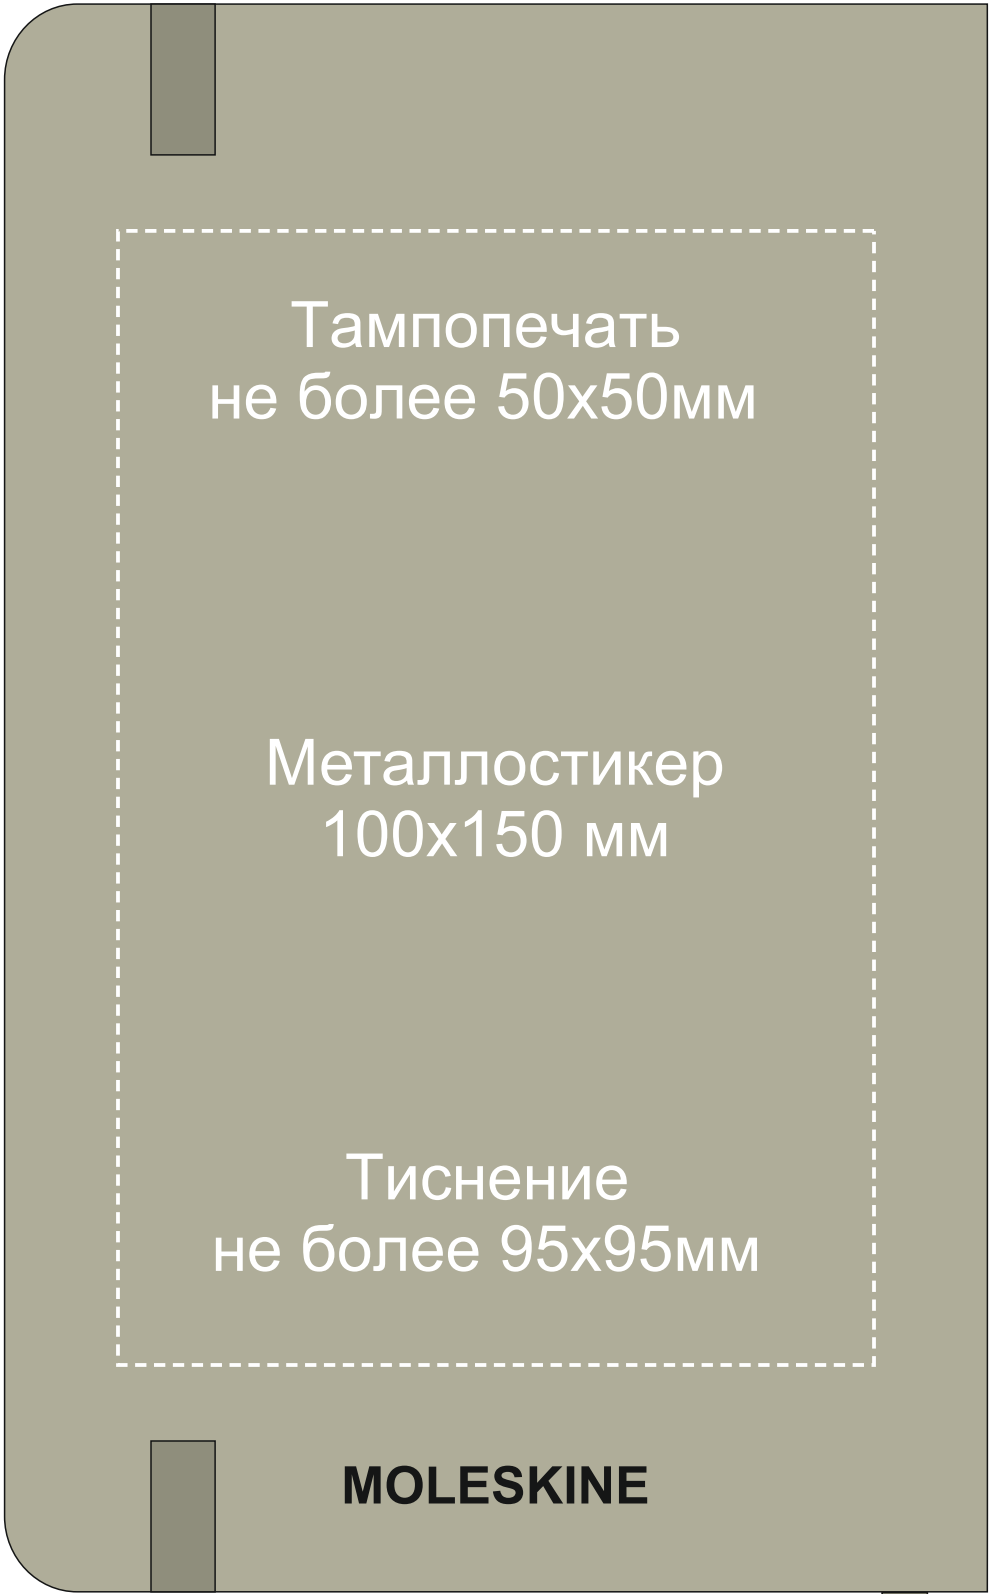 Тампопечать
не более 50х50мм
Металлостикер
100х150 мм
Тиснение
не более 95х95мм
MOLESKINE